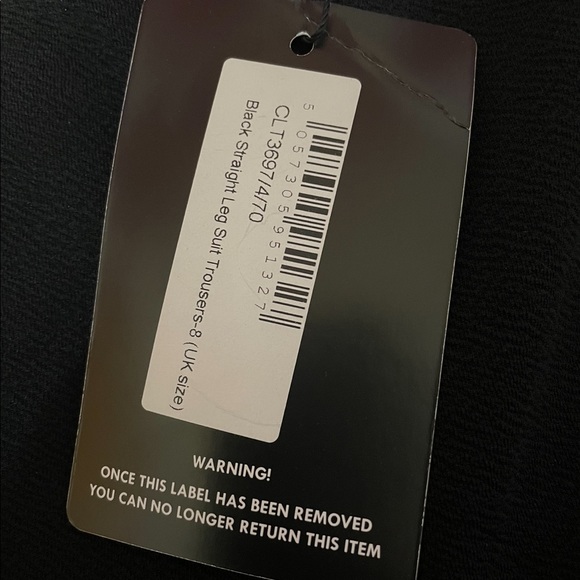 5 057305 951327
CLT3697/4/70
Black Straight Leg Suit Trousers-8 (UK size)
WARNING!
ONCE THIS LABEL HAS BEEN REMOVED
YOU CAN NO LONGER RETURN THIS ITEM